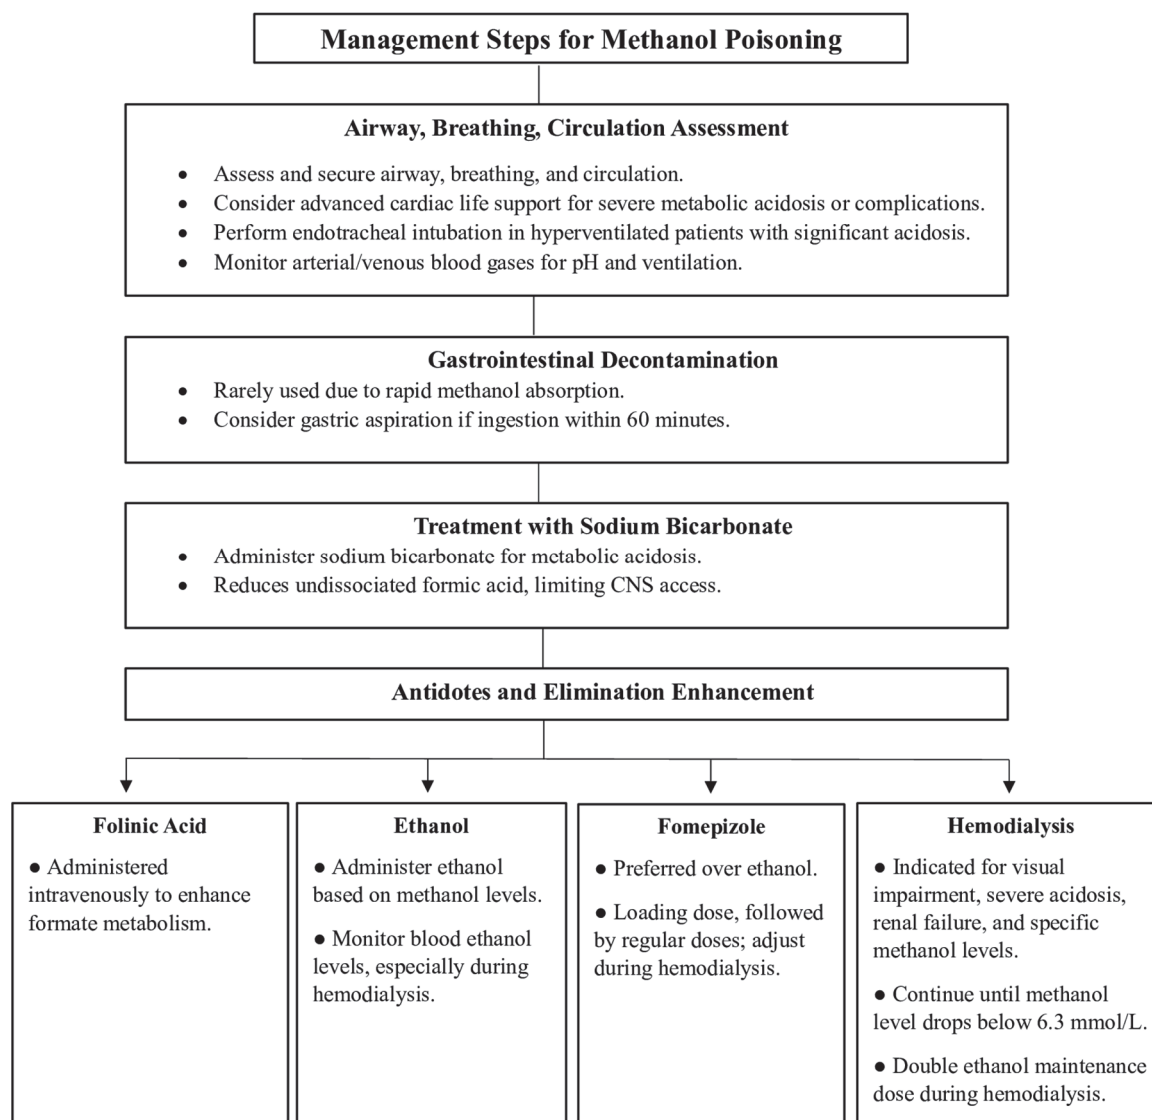 Management Steps for Methanol Poisoning
Airway, Breathing, Circulation Assessment
● Assess and secure airway, breathing, and circulation.
● Consider advanced cardiac life support for severe metabolic acidosis or complications.
● Perform endotracheal intubation in hyperventilated patients with significant acidosis.
● Monitor arterial/venous blood gases for pH and ventilation.
Gastrointestinal Decontamination
● Rarely used due to rapid methanol absorption.
● Consider gastric aspiration if ingestion within 60 minutes.
Treatment with Sodium Bicarbonate
● Administer sodium bicarbonate for metabolic acidosis.
● Reduces undissociated formic acid, limiting CNS access.
Antidotes and Elimination Enhancement
Folinic Acid
● Administered
intravenously to enhance
formate metabolism.
Ethanol
● Administer ethanol
based on methanol levels.
● Monitor blood ethanol
levels, especially during
hemodialysis.
Fomepizole
● Preferred over ethanol.
● Loading dose, followed
by regular doses; adjust
during hemodialysis.
Hemodialysis
● Indicated for visual
impairment, severe acidosis,
renal failure, and specific
methanol levels.
● Continue until methanol
level drops below 6.3 mmol/L.
● Double ethanol maintenance
dose during hemodialysis.